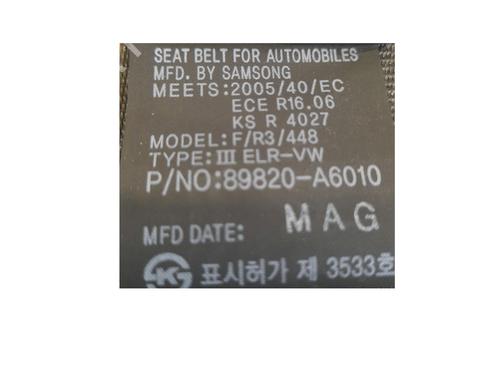 SEAT BELT FOR AUTOMOBILES
MFD. BY SAMSONG
MEETS:2005/40/EC
ECE R16.06
KS R 4027
MODEL:F/R3/448
TYPE:III ELR-VW
P/NO:89820-A6010
MFD DATE: MAG
표시허가 제 3533호